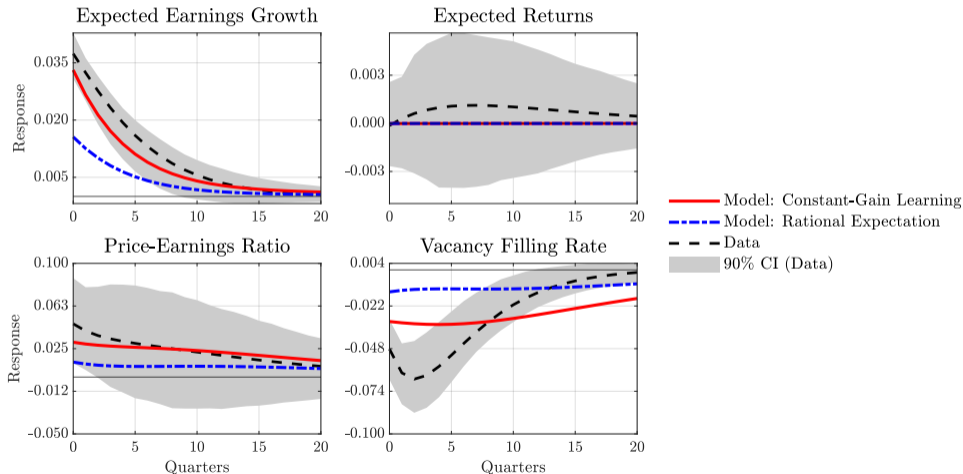 Expected Earnings Growth
Response
0.035
0.020
0.005
0 5 10 15 20
Expected Returns
0.003
0.000
-0.003
0 5 10 15 20
Price-Earnings Ratio
Response
0.100
0.063
0.025
-0.012
-0.050
0 5 10 15 20
Quarters
Vacancy Filling Rate
0.004
-0.022
-0.048
-0.074
-0.100
0 5 10 15 20
Quarters
Model: Constant-Gain Learning
Model: Rational Expectation
Data
90% CI (Data)